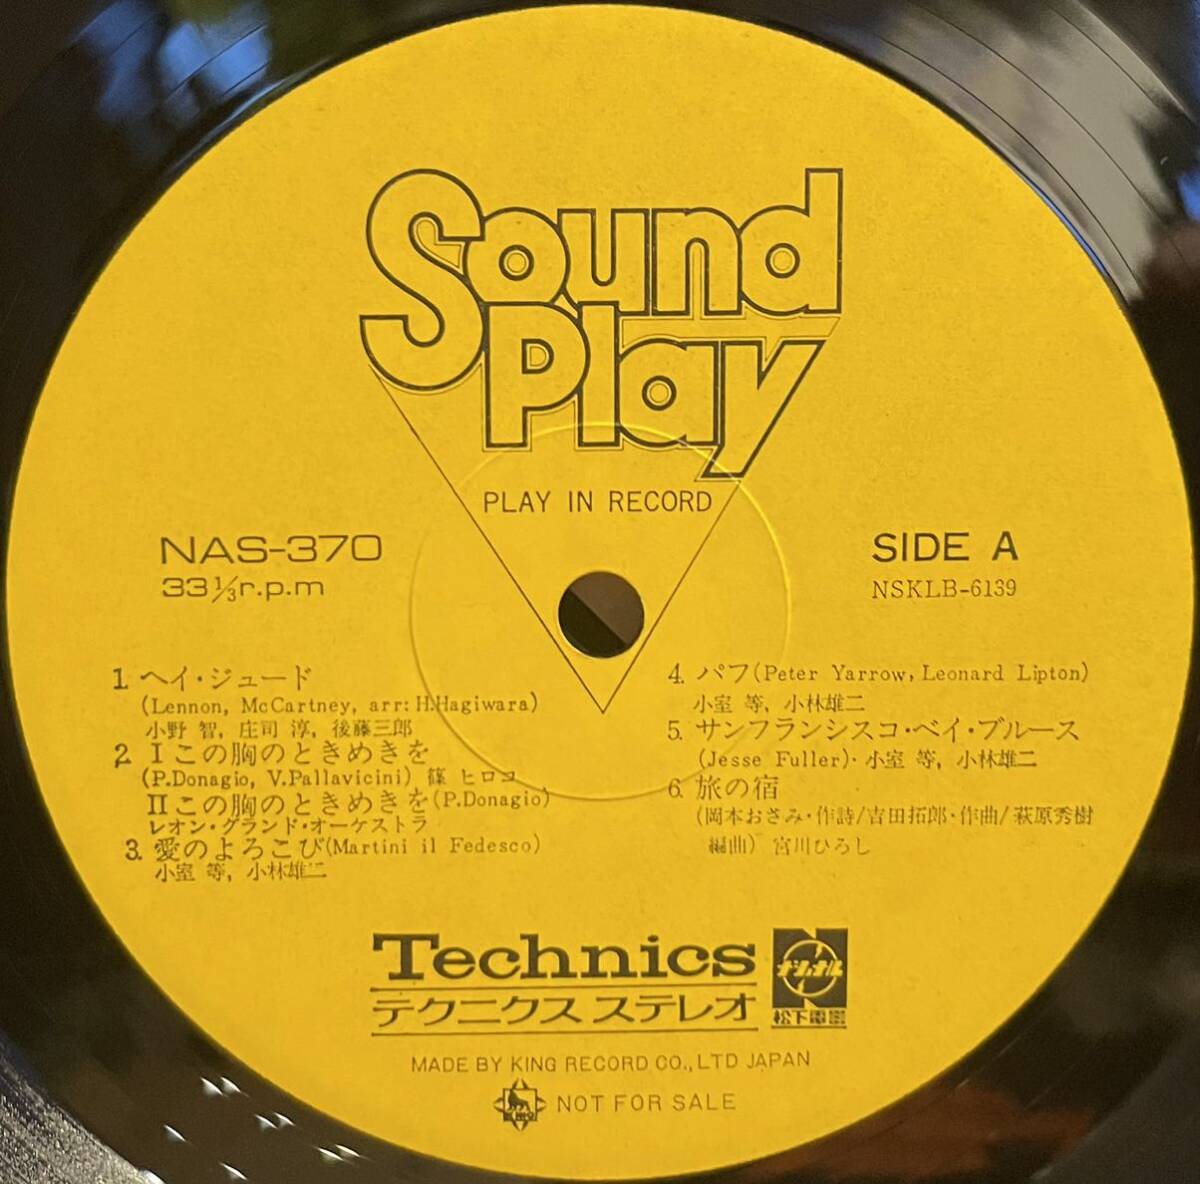 Sound
Play
PLAY IN RECORD
NAS-370
33 1/3 r.p.m
SIDE A
NSKLB-6139
1. ヘイ・ジュード
(Lennon, McCartney, arr: H.Hagiwara)
小野 智, 庄司 淳, 後藤三郎
2. Iこの胸のときめきを
(P.Donagio, V.Pallavicini) 篠 ヒロコ
IIこの胸のときめきを(P.Donagio)
レオン・グランド・オーケストラ
3. 愛のよろこび(Martini il Fedesco)
小室 等, 小林雄二
4. パフ(Peter Yarrow, Leonard Lipton)
小室 等, 小林雄二
5. サンフランシスコ・ベイ・ブルース
(Jesse Fuller)・小室 等, 小林雄二
6. 旅の宿
(岡本おさみ・作詩/吉田拓郎・作曲/萩原秀樹
編曲) 宮川ひろし
Technics
テクニクス ステレオ
ナショナル
松下電器
MADE BY KING RECORD CO., LTD JAPAN
NOT FOR SALE